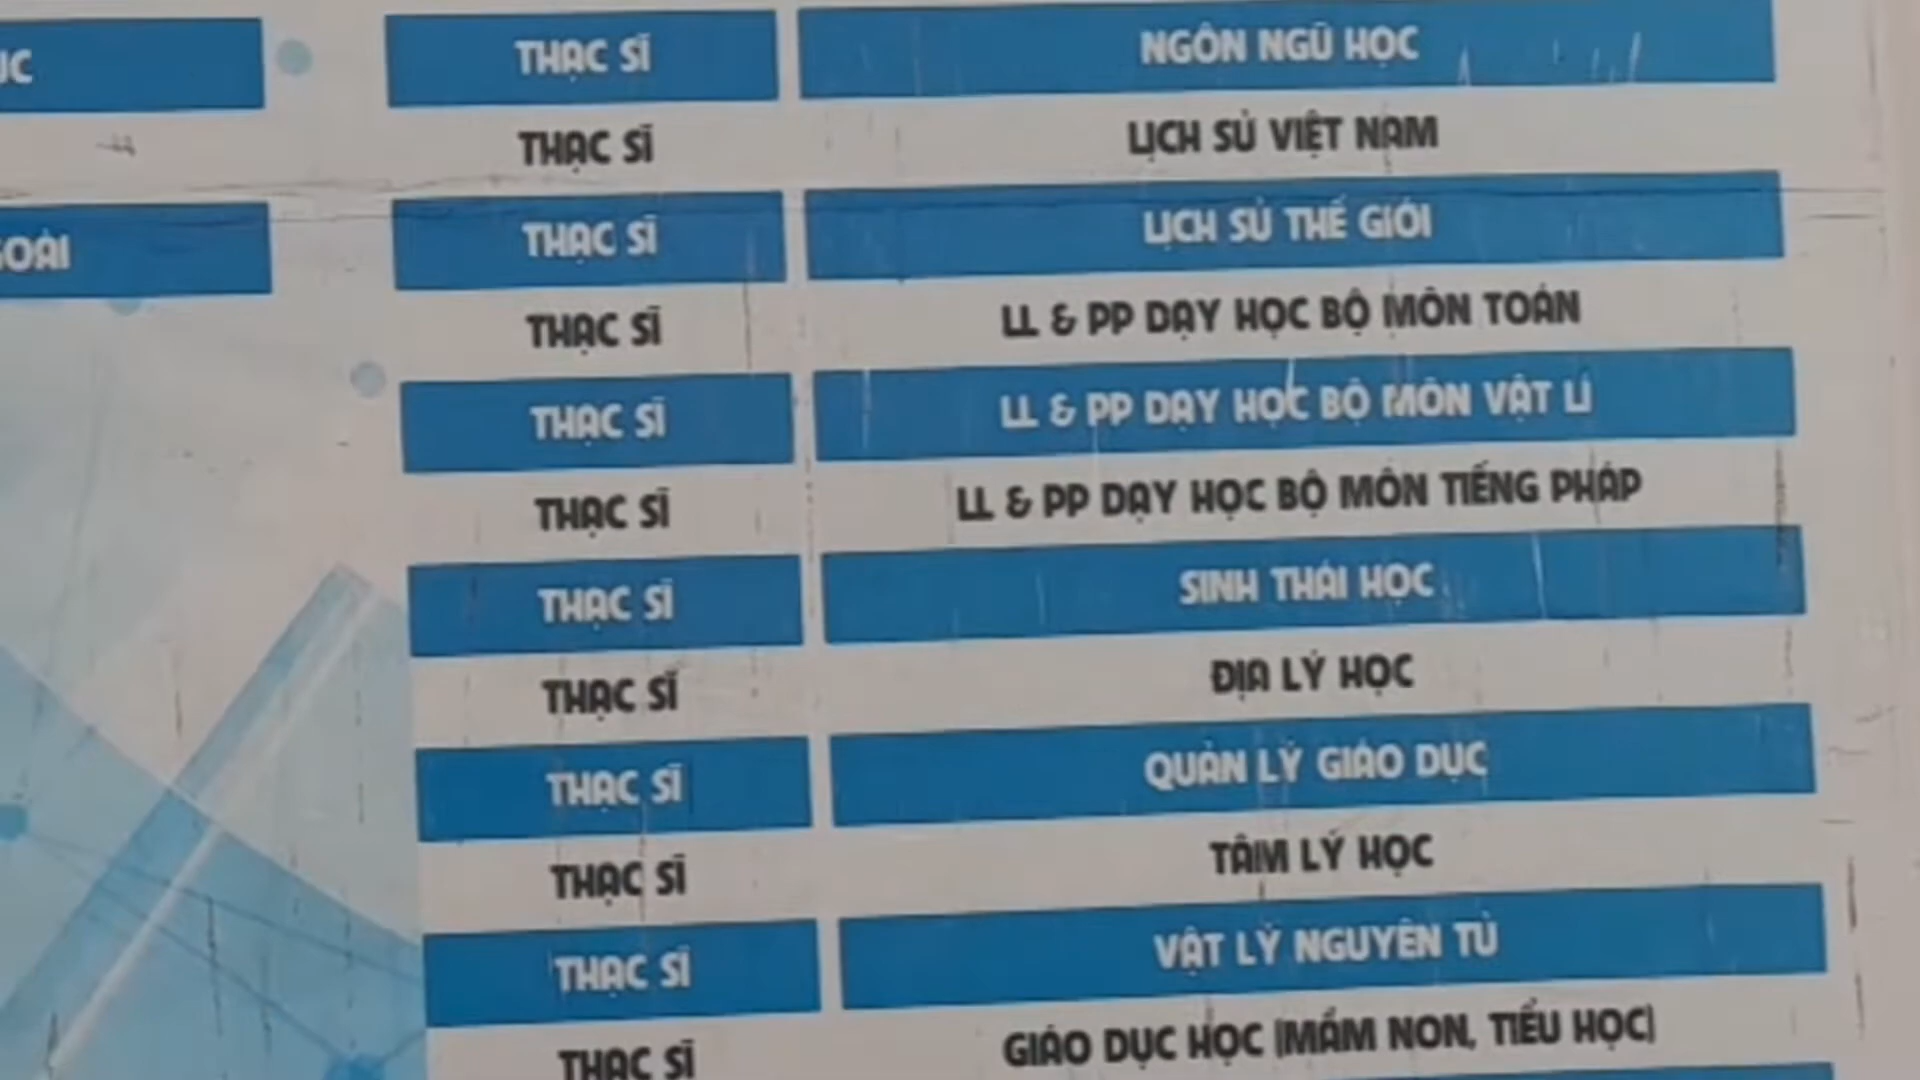 THẠC SĨ NGÔN NGỮ HỌC
THẠC SĨ LỊCH SỬ VIỆT NAM
THẠC SĨ LỊCH SỬ THẾ GIỚI
THẠC SĨ LL & PP DẠY HỌC BỘ MÔN TOÁN
THẠC SĨ LL & PP DẠY HỌC BỘ MÔN VẬT LÍ
THẠC SĨ LL & PP DẠY HỌC BỘ MÔN TIẾNG PHÁP
THẠC SĨ SINH THÁI HỌC
THẠC SĨ ĐỊA LÝ HỌC
THẠC SĨ QUẢN LÝ GIÁO DỤC
THẠC SĨ TÂM LÝ HỌC
THẠC SĨ VẬT LÝ NGUYÊN TỬ
THẠC SĨ GIÁO DỤC HỌC (MẦM NON, TIỂU HỌC)